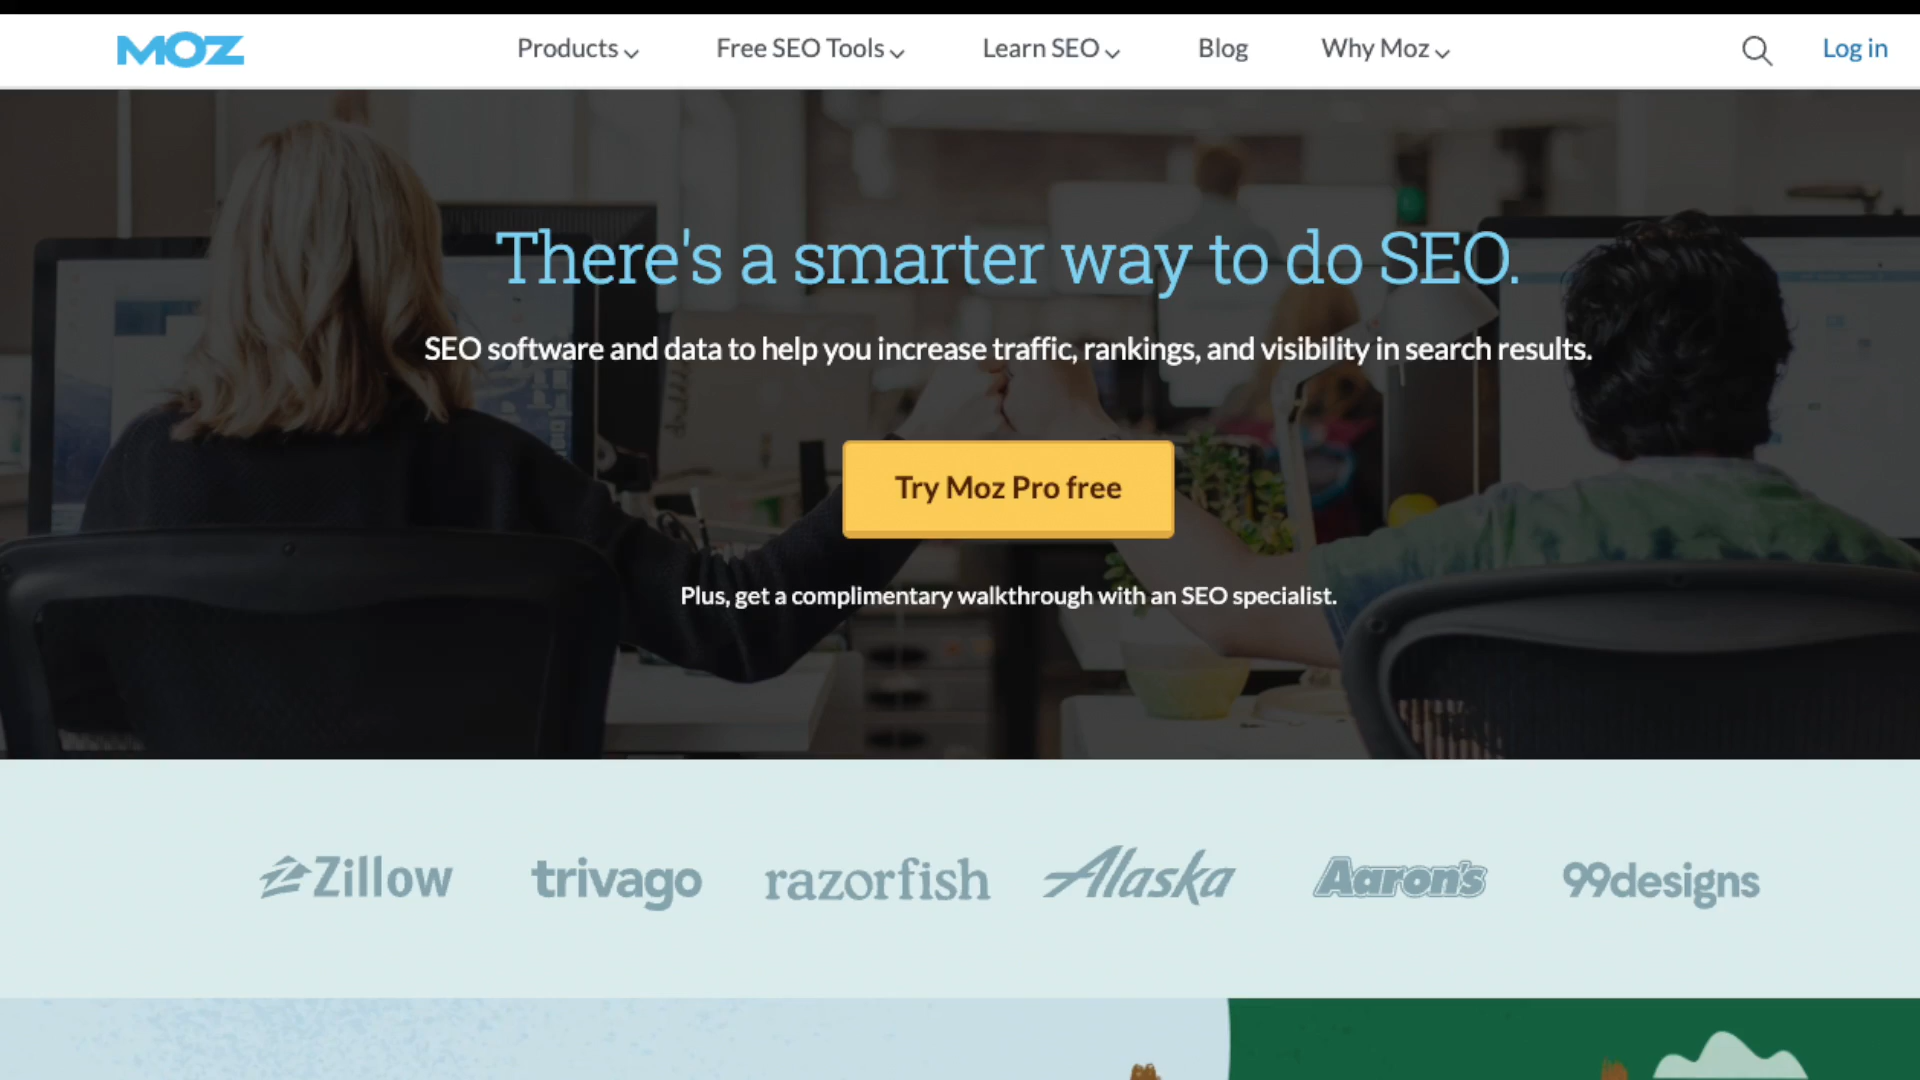 MOZ
Products
Free SEO Tools
Learn SEO
Blog
Why Moz
Log in
There's a smarter way to do SEO.
SEO software and data to help you increase traffic, rankings, and visibility in search results.
Try Moz Pro free
Plus, get a complimentary walkthrough with an SEO specialist.
Zillow
trivago
razorfish
Alaska
Aaron's
99designs